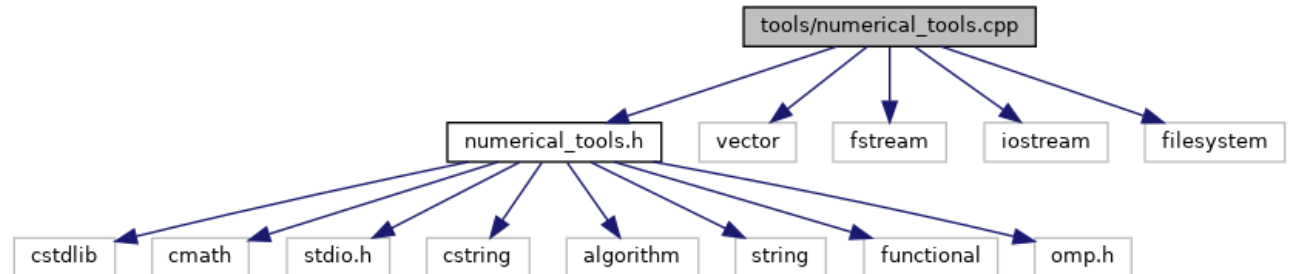 tools/numerical_tools.cpp
numerical_tools.h
vector
fstream
iostream
filesystem
cstdlib
cmath
stdio.h
cstring
algorithm
string
functional
omp.h